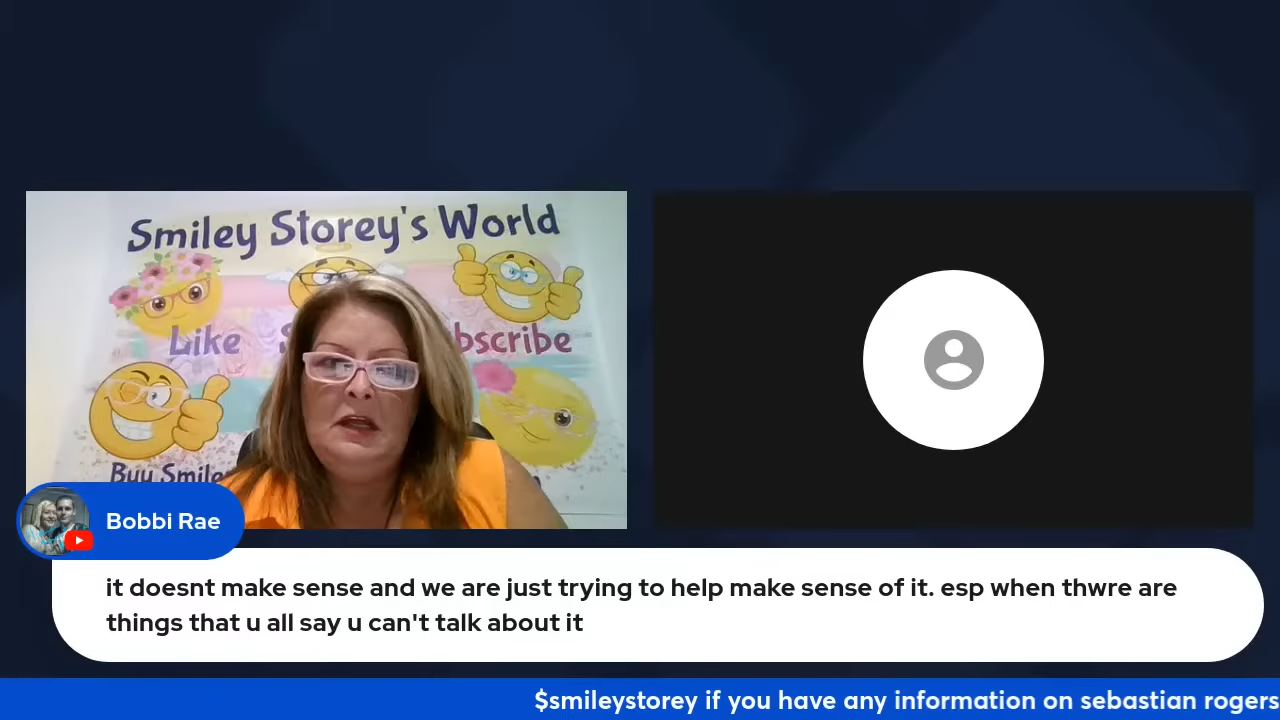 Smiley Storey's World
Like S bscribe
Buy Smile
Bobbi Rae
it doesnt make sense and we are just trying to help make sense of it. esp when thwre are
things that u all say u can't talk about it
$smileystorey if you have any information on sebastian rogers